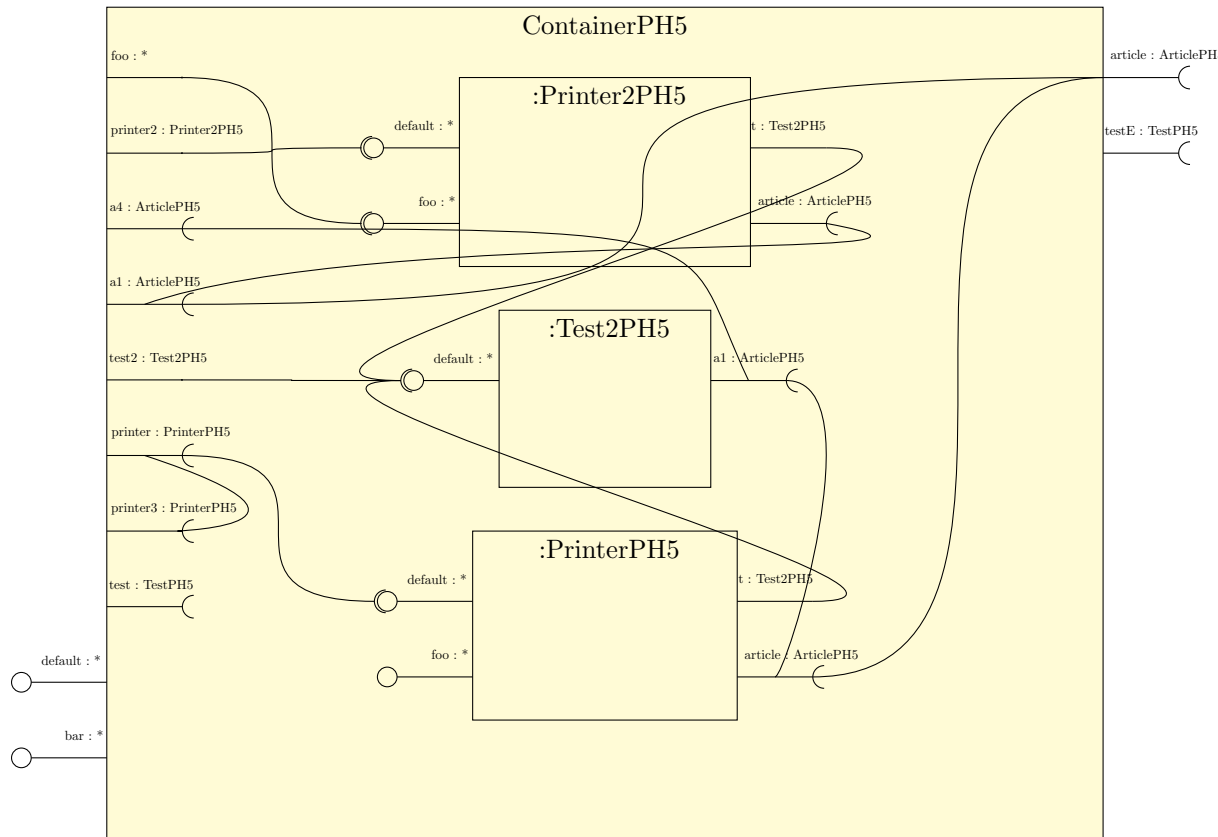 ContainerPH5
foo : *
article : ArticlePH
:Printer2PH5
default : *
t : Test2PH5
printer2 : Printer2PH5
testE : TestPH5
a4 : ArticlePH5
foo : *
article : ArticlePH5
a1 : ArticlePH5
:Test2PH5
test2 : Test2PH5
default : *
a1 : ArticlePH5
printer : PrinterPH5
printer3 : PrinterPH5
:PrinterPH5
test : TestPH5
default : *
t : Test2PH5
default : *
foo : *
article : ArticlePH5
bar : *